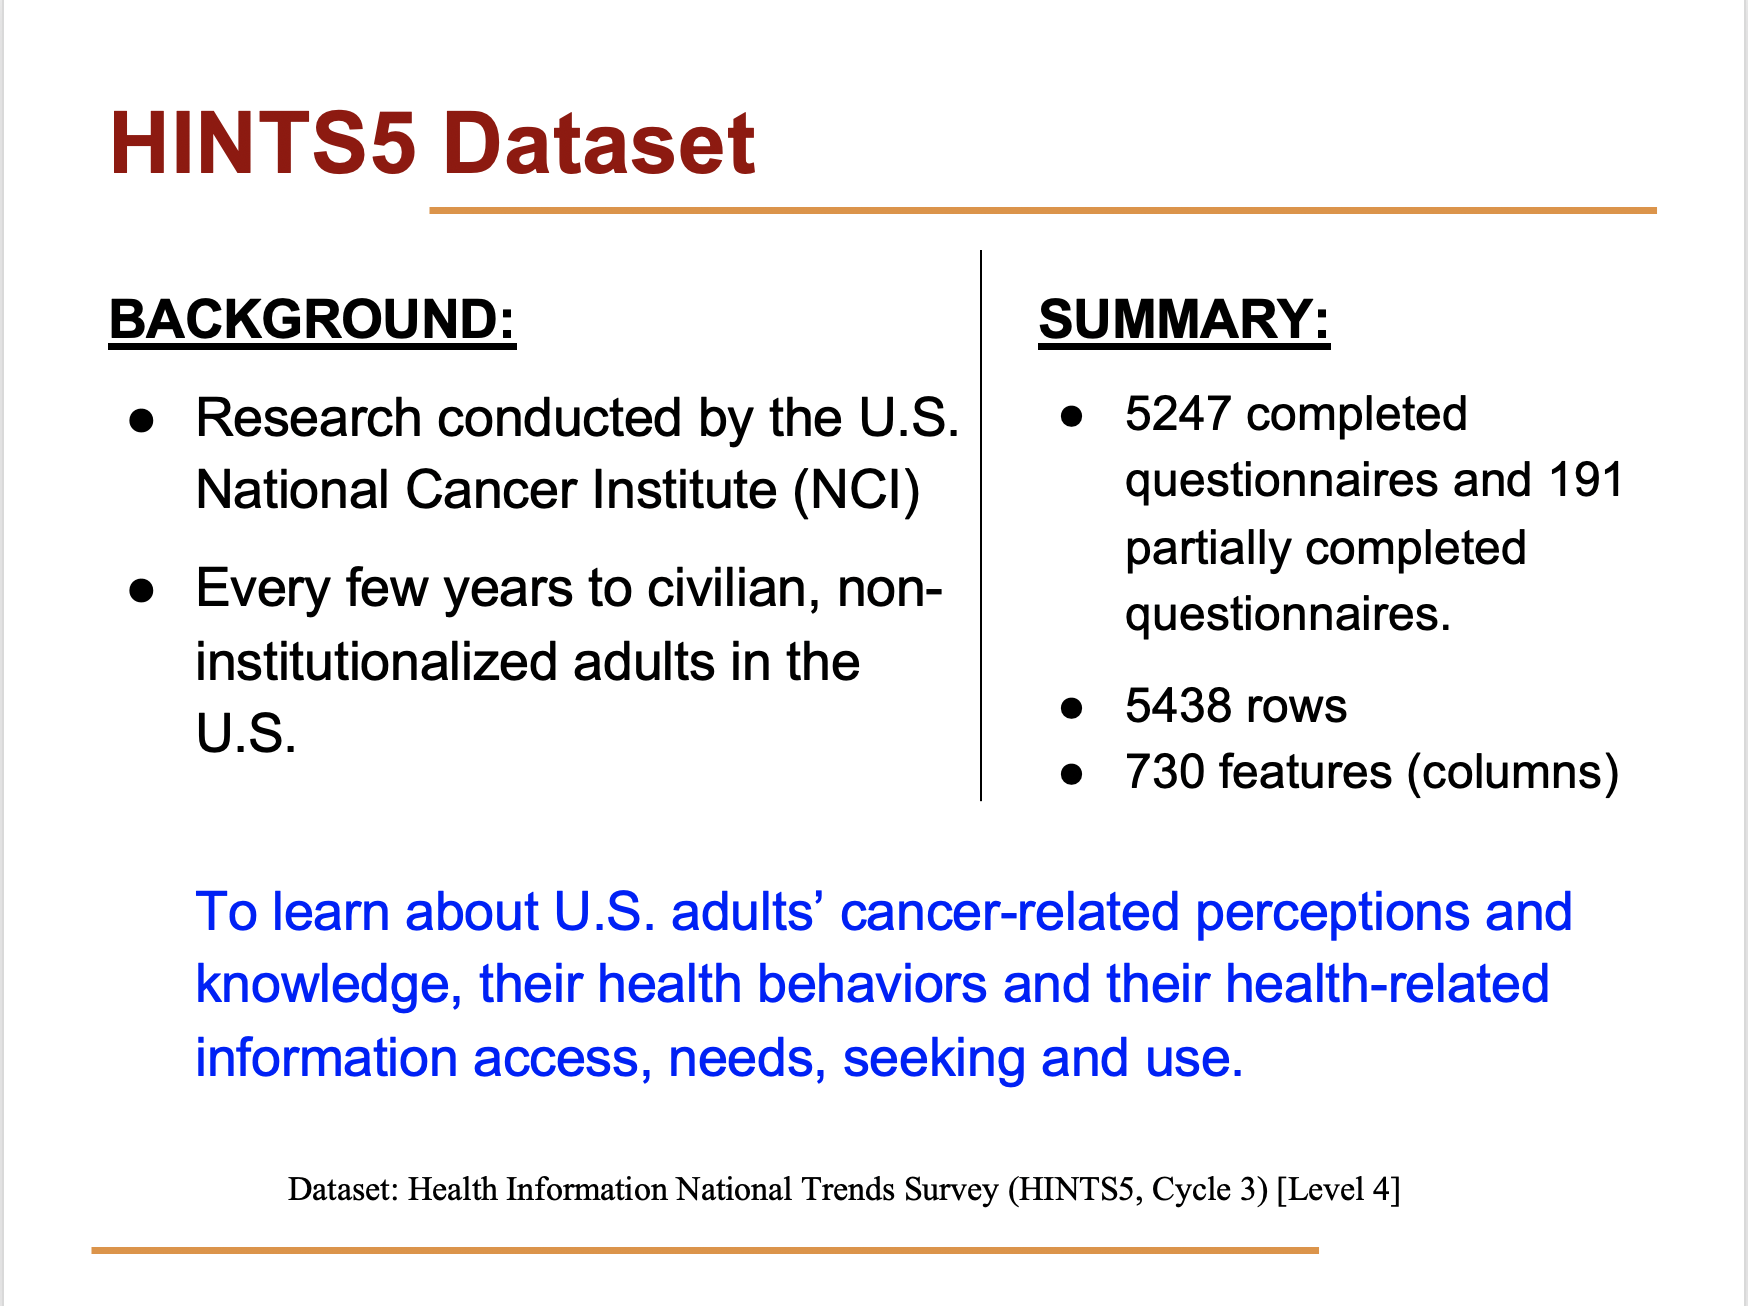 HINTS5 Dataset
BACKGROUND:
● Research conducted by the U.S.
National Cancer Institute (NCI)
● Every few years to civilian, non-
institutionalized adults in the
U.S.
SUMMARY:
● 5247 completed
questionnaires and 191
partially completed
questionnaires.
● 5438 rows
● 730 features (columns)
To learn about U.S. adults’ cancer-related perceptions and
knowledge, their health behaviors and their health-related
information access, needs, seeking and use.
Dataset: Health Information National Trends Survey (HINTS5, Cycle 3) [Level 4]